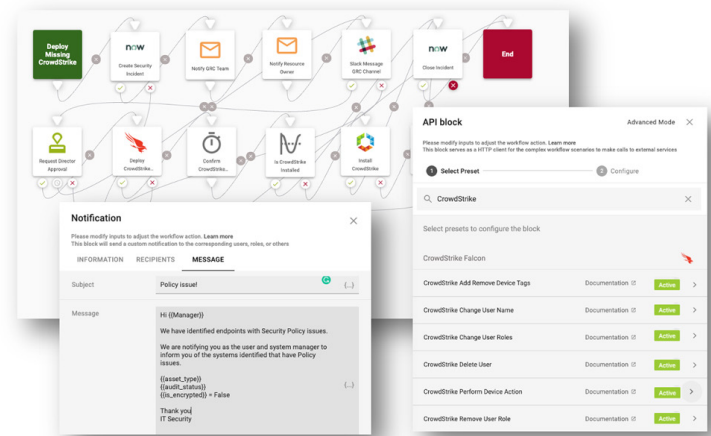 Deploy
Missing
CrowdStrike
now
Create Security
Incident
Notify GRC Team
Notify Resource
Owner
Slack Message
GRC Channel
now
Close Incident
End
Request Director
Approval
Deploy
CrowdStrike...
Confirm
CrowdStrike...
Is CrowdStrike
Installed
Install
CrowdStrike
Notification
Please modify inputs to adjust the workflow action. Learn more
This block will send a custom notification to the corresponding users, roles, or others
INFORMATION RECIPIENTS MESSAGE
Subject
Policy issue!
{...}
Message
Hi {{Manager}}
We have identified endpoints with Security Policy issues.
We are notifying you as the user and system manager to
inform you of the systems identified that have Policy
issues.
{{asset_type}}
{{audit_status}}
{{is_encrypted}} = False
{...}
Thank you
IT Security
API block
Advanced Mode
Please modify inputs to adjust the workflow action. Learn more
This block serves as a HTTP client for the complex workflow scenarios to make calls to external services
1 Select Preset
2 Configure
CrowdStrike
Select presets to configure the block
CrowdStrike Falcon
CrowdStrike Add Remove Device Tags Documentation Active
CrowdStrike Change User Name Documentation Active
CrowdStrike Change User Roles Documentation Active
CrowdStrike Delete User Documentation Active
CrowdStrike Perform Device Action Documentation Active
CrowdStrike Remove User Role Documentation Active